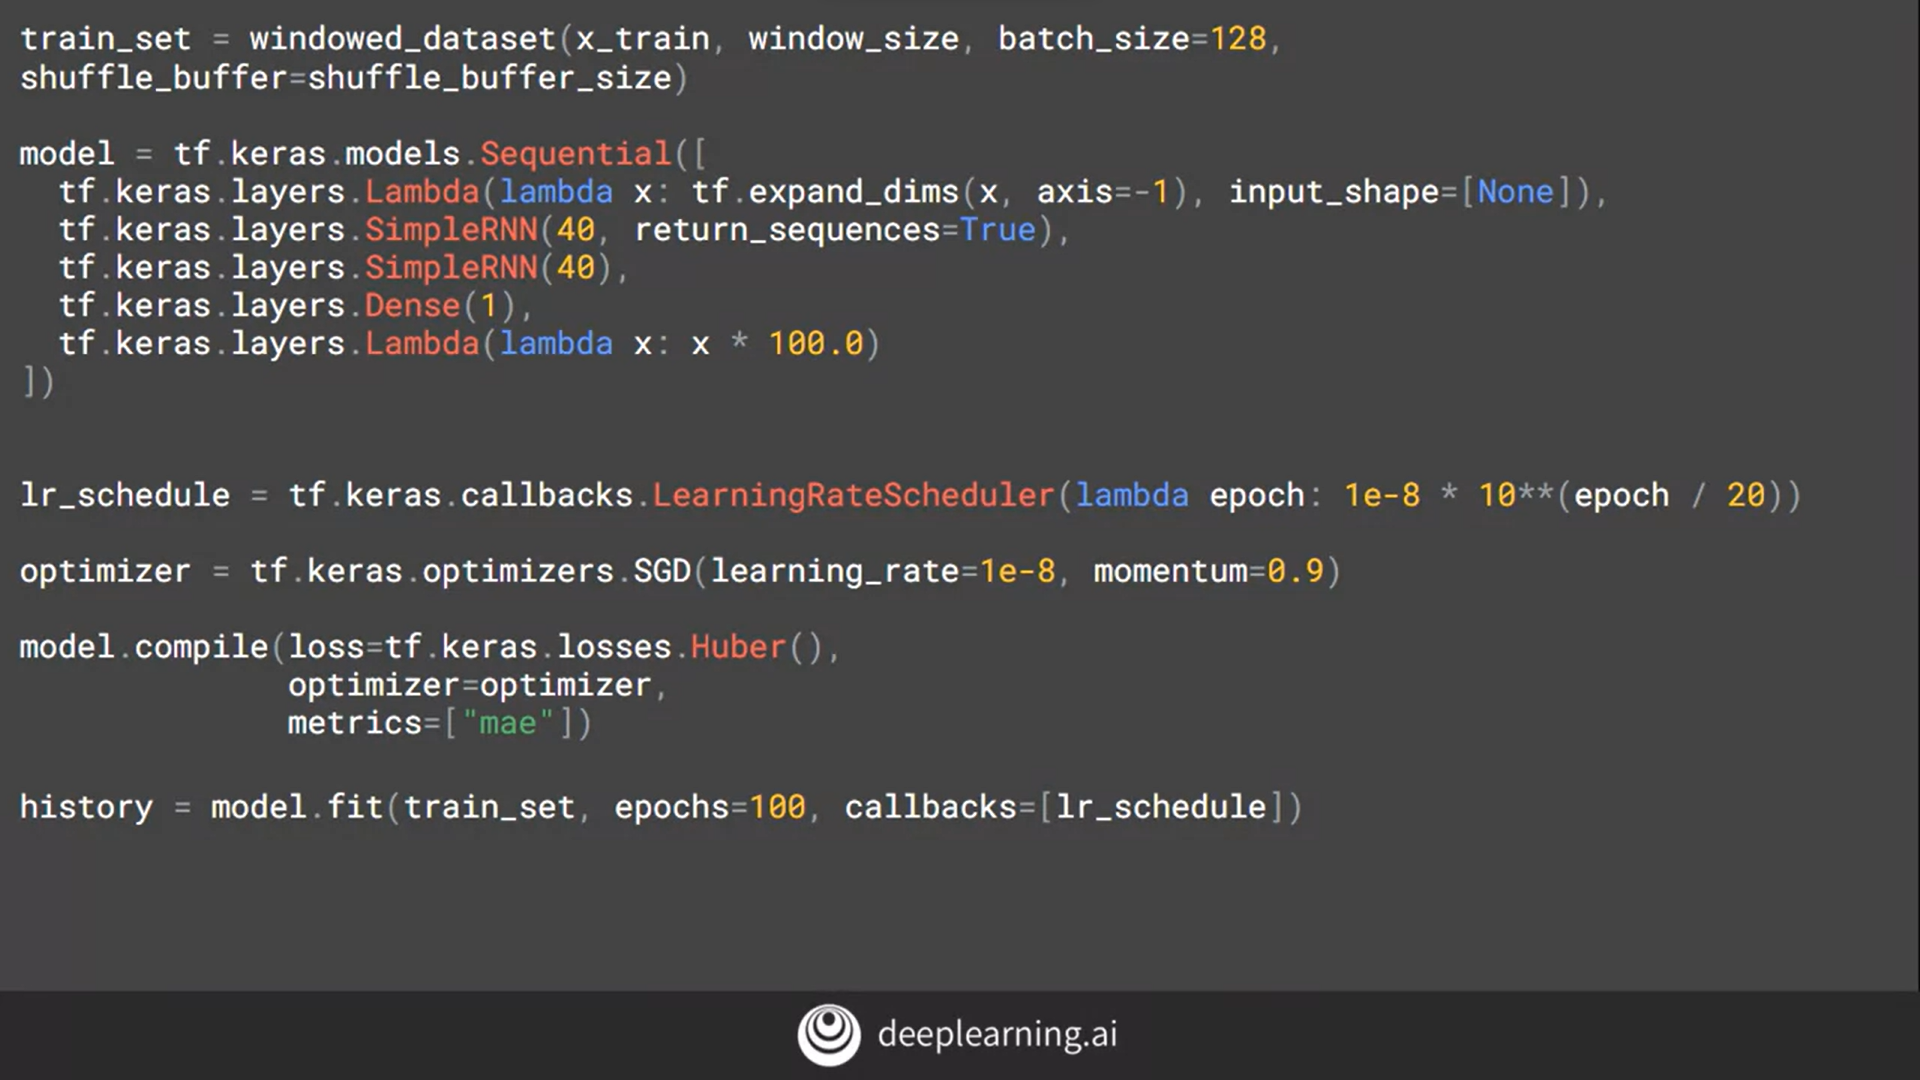 train_set = windowed_dataset(x_train, window_size, batch_size=128,
shuffle_buffer=shuffle_buffer_size)
model = tf.keras.models.Sequential([
  tf.keras.layers.Lambda(lambda x: tf.expand_dims(x, axis=-1), input_shape=[None]),
  tf.keras.layers.SimpleRNN(40, return_sequences=True),
  tf.keras.layers.SimpleRNN(40),
  tf.keras.layers.Dense(1),
  tf.keras.layers.Lambda(lambda x: x * 100.0)
])
lr_schedule = tf.keras.callbacks.LearningRateScheduler(lambda epoch: 1e-8 * 10**(epoch / 20))
optimizer = tf.keras.optimizers.SGD(learning_rate=1e-8, momentum=0.9)
model.compile(loss=tf.keras.losses.Huber(),
              optimizer=optimizer,
              metrics=["mae"])
history = model.fit(train_set, epochs=100, callbacks=[lr_schedule])
deeplearning.ai